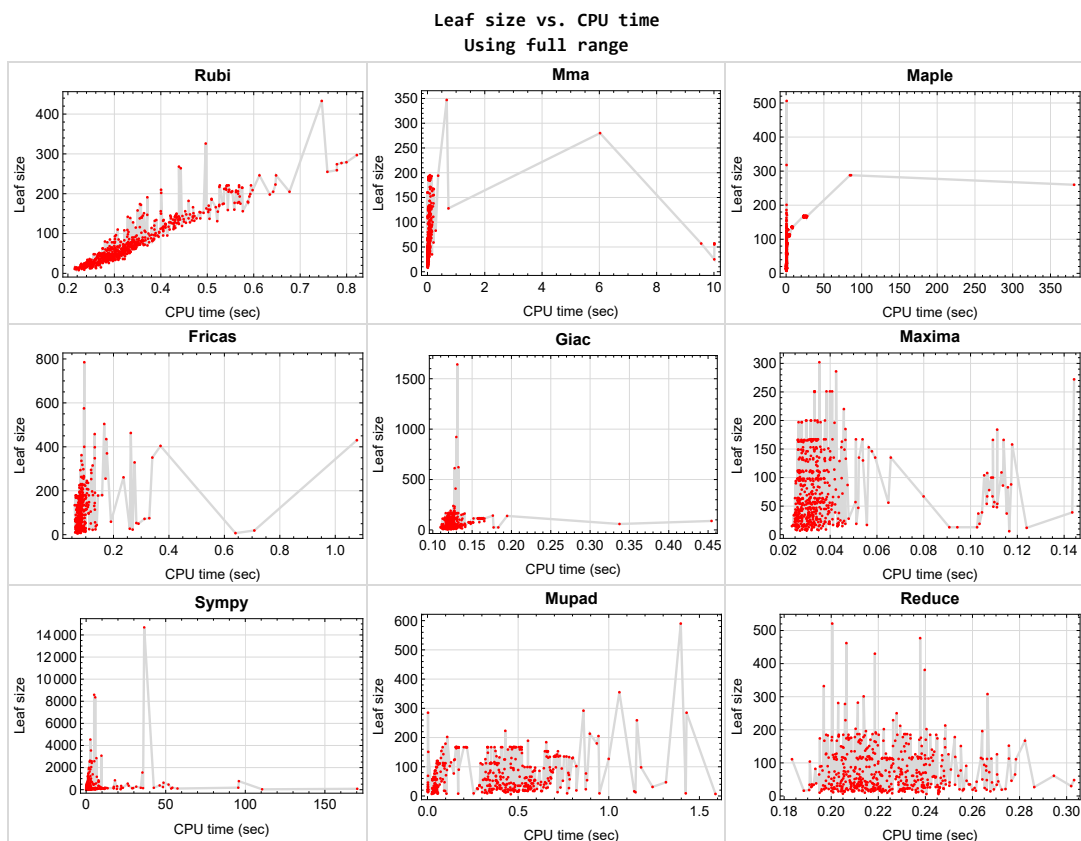 Leaf size vs. CPU time
Using full range
Rubi
Leaf size
400
300
200
100
0
0.2 0.3 0.4 0.5 0.6 0.7 0.8
CPU time (sec)
Mma
Leaf size
350
300
250
200
150
100
50
0
0 2 4 6 8 10
CPU time (sec)
Maple
Leaf size
500
400
300
200
100
0
0 50 100 150 200 250 300 350
CPU time (sec)
Fricas
Leaf size
800
600
400
200
0
0.2 0.4 0.6 0.8 1.0
CPU time (sec)
Giac
Leaf size
1500
1000
500
0
0.10 0.15 0.20 0.25 0.30 0.35 0.40 0.45
CPU time (sec)
Maxima
Leaf size
300
250
200
150
100
50
0
0.02 0.04 0.06 0.08 0.10 0.12 0.14
CPU time (sec)
Sympy
Leaf size
14000
12000
10000
8000
6000
4000
2000
0
0 50 100 150
CPU time (sec)
Mupad
Leaf size
600
500
400
300
200
100
0
0.0 0.5 1.0 1.5
CPU time (sec)
Reduce
Leaf size
500
400
300
200
100
0
0.18 0.20 0.22 0.24 0.26 0.28 0.30
CPU time (sec)